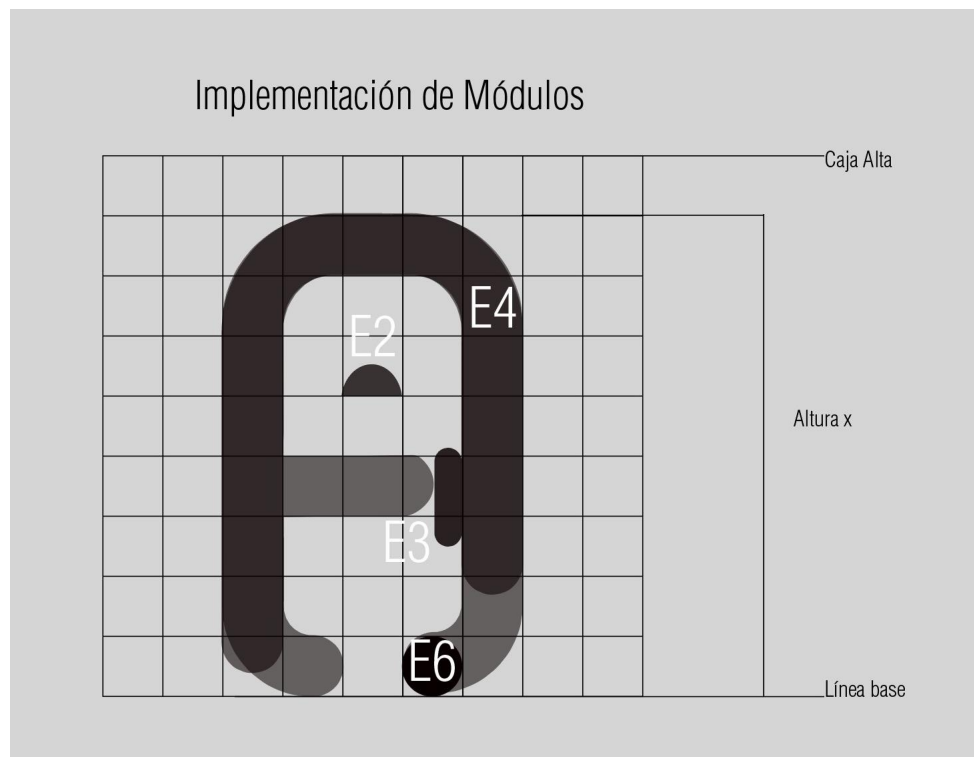 Implementación de Módulos
Caja Alta
E4
E2
Altura x
E3
E6
Línea base